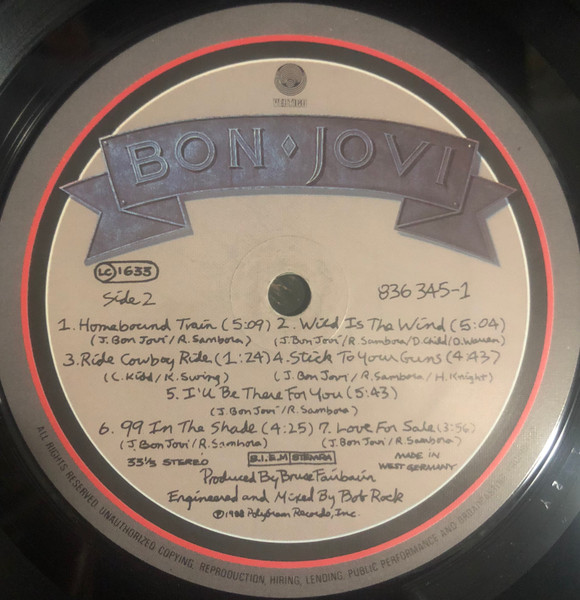 VERTIGO
BON ♦ JOVI
LC 1633
Side 2
836 345-1
1. Homebound Train (5:09) 2. Wild Is The Wind (5:04)
(J. Bon Jovi/R. Sambora) (J. Bon Jovi/R. Sambora/D. Child/D. Warren)
3. Ride Cowboy Ride (1:24) 4. Stick To Your Guns (4:43)
(C. Kidd/K. Swing) (J. Bon Jovi/R. Sambora/H. Knight)
5. I'll Be There For You (5:43)
(J. Bon Jovi/R. Sambora)
6. 99 In The Shade (4:25) 7. Love For Sale (3:56)
(J. Bon Jovi/R. Sambora) (J. Bon Jovi/R. Sambora)
33⅓ STEREO
B.I.E.M STEMRA
MADE IN
WEST GERMANY
Produced By Bruce Fairbairn
Engineered and Mixed By Bob Rock
℗1988 PolyGram Records, Inc.
ALL RIGHTS RESERVED. UNAUTHORIZED COPYING, REPRODUCTION, HIRING, LENDING, PUBLIC PERFORMANCE AND